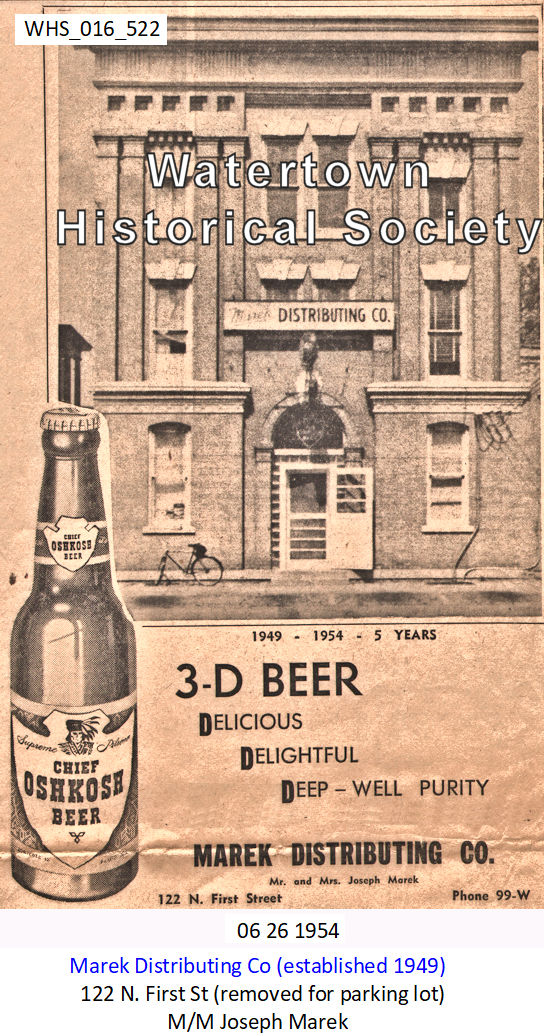 WHS_016_522
Watertown
Historical Society
Marek DISTRIBUTING CO.
CHIEF
OSHKOSH
BEER
1949 - 1954 - 5 YEARS
3-D BEER
DELICIOUS
DELIGHTFUL
DEEP – WELL PURITY
Supreme Pilsner
CHIEF
OSHKOSH
BEER
MAREK DISTRIBUTING CO.
Mr. and Mrs. Joseph Marek
122 N. First Street
Phone 99-W
06 26 1954
Marek Distributing Co (established 1949)
122 N. First St (removed for parking lot)
M/M Joseph Marek